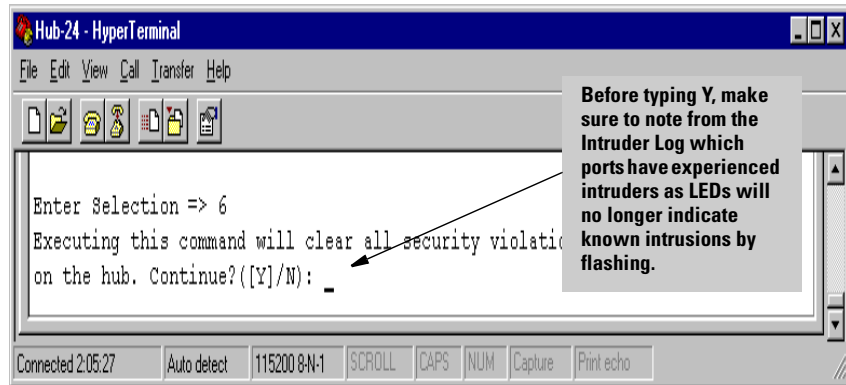 Hub-24 - HyperTerminal
File Edit View Call Transfer Help
Before typing Y, make
sure to note from the
Intruder Log which
ports have experienced
intruders as LEDs will
no longer indicate
known intrusions by
flashing.
Enter Selection => 6
Executing this command will clear all security violatio
on the hub. Continue?([Y]/N): _
Connected 2:05:27 Auto detect 115200 8-N-1 SCROLL CAPS NUM Capture Print echo